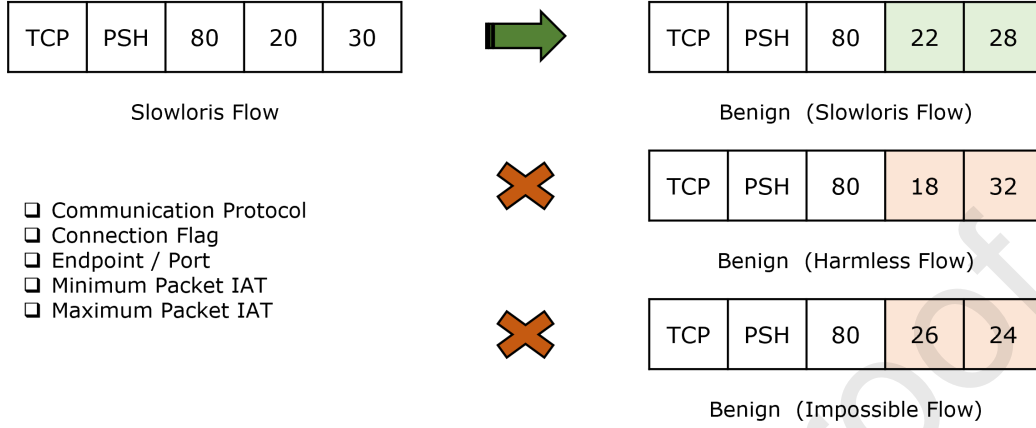 TCP PSH 80 20 30
TCP PSH 80 22 28
Slowloris Flow
Benign (Slowloris Flow)
TCP PSH 80 18 32
Benign (Harmless Flow)
❑ Communication Protocol
❑ Connection Flag
❑ Endpoint / Port
❑ Minimum Packet IAT
❑ Maximum Packet IAT
TCP PSH 80 26 24
Benign (Impossible Flow)